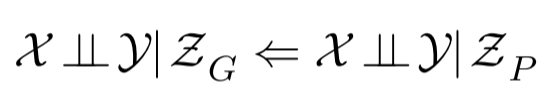 𝒳 ⫫ 𝒴| 𝒵_G ⇐ 𝒳 ⫫ 𝒴| 𝒵_P